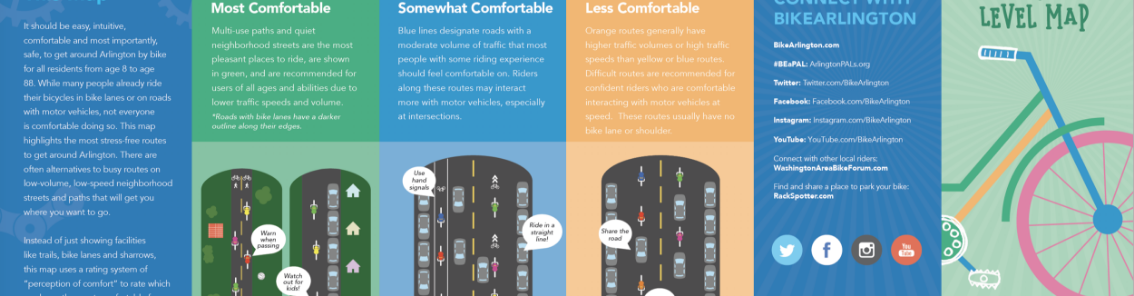 It should be easy, intuitive,
comfortable and most importantly,
safe, to get around Arlington by bike
for all residents from age 8 to age
88. While many people already ride
their bicycles in bike lanes or on roads
with motor vehicles, not everyone
is comfortable doing so. This map
highlights the most stress-free routes
to get around Arlington. There are
often alternatives to busy routes on
low-volume, low-speed neighborhood
streets and paths that will get you
where you want to go.
Instead of just showing facilities
like trails, bike lanes and sharrows,
this map uses a rating system of
"perception of comfort" to rate which
Most Comfortable
Multi-use paths and quiet
neighborhood streets are the most
pleasant places to ride, are shown
in green, and are recommended for
users of all ages and abilities due to
lower traffic speeds and volume.
*Roads with bike lanes have a darker
outline along their edges.
Warn
when
passing
Watch
out for
kids!
Somewhat Comfortable
Blue lines designate roads with a
moderate volume of traffic that most
people with some riding experience
should feel comfortable on. Riders
along these routes may interact
more with motor vehicles, especially
at intersections.
Use
hand
signals
Ride in a
straight
line!
Less Comfortable
Orange routes generally have
higher traffic volumes or high traffic
speeds than yellow or blue routes.
Difficult routes are recommended for
confident riders who are comfortable
interacting with motor vehicles at
speed. These routes usually have no
bike lane or shoulder.
Share the
road
CONNECT WITH
BIKEARLINGTON
BikeArlington.com
#BEaPAL: ArlingtonPALs.org
Twitter: Twitter.com/BikeArlington
Facebook: Facebook.com/BikeArlington
Instagram: Instagram.com/BikeArlington
YouTube: YouTube.com/BikeArlington
Connect with other local riders:
WashingtonAreaBikeForum.com
Find and share a place to park your bike:
RackSpotter.com
f
You
Tube
LEVEL MAP